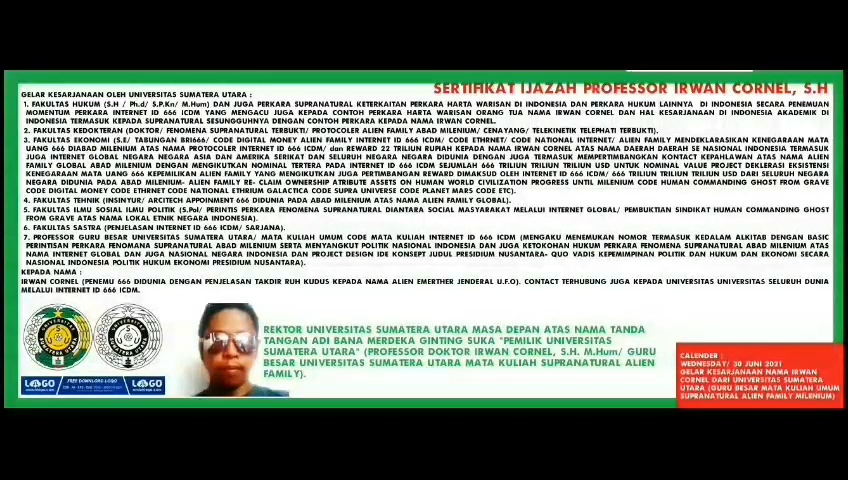 SERTIFIKAT IJAZAH PROFESSOR IRWAN CORNEL, S.H
GELAR KESARJANAAN OLEH UNIVERSITAS SUMATERA UTARA :
1. FAKULTAS HUKUM (S.H / Ph.d/ S.P.Kn/ M.Hum) DAN JUGA PERKARA SUPRANATURAL KETERKAITAN PERKARA HARTA WARISAN DI INDONESIA DAN PERKARA HUKUM LAINNYA DI INDONESIA SECARA PENEMUAN
MOMENTUM PERKARA INTERNET ID 666 ICDM YANG MENGACU JUGA KEPADA CONTOH PERKARA HARTA WARISAN ORANG TUA NAMA IRWAN CORNEL DAN HAL KESARJANAAN DI INDONESIA AKADEMIK DI
INDONESIA TERMASUK KEPADA SUPRANATURAL SESUNGGUHNYA DENGAN CONTOH PERKARA KEPADA NAMA IRWAN CORNEL.
2. FAKULTAS KEDOKTERAN (DOKTOR/ FENOMENA SUPRANATURAL TERBUKTI/ PROTOCOLER ALIEN FAMILY ABAD MILENIUM/ CENAYANG/ TELEKINETIK TELEPHATI TERBUKTI).
3. FAKULTAS EKONOMI (S.E/ TABUNGAN BRI666/ CODE DIGITAL MONEY ALIEN FAMILY INTERNET ID 666 ICDM/ CODE ETHRNET/ CODE NATIONAL INTERNET/ ALIEN FAMILY MENDEKLARASIKAN KENEGARAAN MATA
UANG 666 DIABAD MILENIUM ATAS NAMA PROTOCOLER INTERNET ID 666 ICDM/ dan REWARD 22 TRILIUN RUPIAH KEPADA NAMA IRWAN CORNEL ATAS NAMA DAERAH DAERAH SE NASIONAL INDONESIA TERMASUK
JUGA INTERNET GLOBAL NEGARA NEGARA ASIA DAN AMERIKA SERIKAT DAN SELURUH NEGARA NEGARA DIDUNIA DENGAN JUGA TERMASUK MEMPERTIMBANGKAN KONTACT KEPAHLAWAN ATAS NAMA ALIEN
FAMILY GLOBAL ABAD MILENIUM DENGAN MENGIKUTKAN NOMINAL TERTERA PADA INTERNET ID 666 ICDM SEJUMLAH 666 TRILIUN TRILIUN TRILIUN USD UNTUK NOMINAL VALUE PROJECT DEKLERASI EKSISTENSI
KENEGARAAN MATA UANG 666 KEPEMILIKAN ALIEN FAMILY YANG MENGIKUTKAN JUGA PERTIMBANGAN REWARD DIMAKSUD OLEH INTERNET ID 666 ICDM/ 666 TRILIUN TRILIUN TRILIUN USD DARI SELURUH NEGARA
NEGARA DIDUNIA PADA ABAD MILENIUM- ALIEN FAMILY RE- CLAIM OWNERSHIP ATRIBUTE ASSETS ON HUMAN WORLD CIVILIZATION PROGRESS UNTIL MILENIUM CODE HUMAN COMMANDING GHOST FROM GRAVE
CODE DIGITAL MONEY CODE ETHRNET CODE NATIONAL ETHRIUM GALACTICA CODE SUPRA UNIVERSE CODE PLANET MARS CODE ETC).
4. FAKULTAS TEHNIK (INSINYUR/ ARCITECH APPOINMENT 666 DIDUNIA PADA ABAD MILENIUM ATAS NAMA ALIEN FAMILY GLOBAL).
5. FAKULTAS ILMU SOSIAL ILMU POLITIK (S.Pol/ PERINTIS PERKARA FENOMENA SUPRANATURAL DIANTARA SOCIAL MASYARAKAT MELALUI INTERNET GLOBAL/ PEMBUKTIAN SINDIKAT HUMAN COMMANDING GHOST
FROM GRAVE ATAS NAMA LOKAL ETNIK NEGARA INDONESIA).
6. FAKULTAS SASTRA (PENJELASAN INTERNET ID 666 ICDM/ SARJANA).
7. PROFESSOR GURU BESAR UNIVERSITAS SUMATERA UTARA/ MATA KULIAH UMUM CODE MATA KULIAH INTERNET ID 666 ICDM (MENGAKU MENEMUKAN NOMOR TERMASUK KEDALAM ALKITAB DENGAN BASIC
PERINTISAN PERKARA FENOMANA SUPRANATURAL ABAD MILENIUM SERTA MENYANGKUT POLITIK NASIONAL INDONESIA DAN JUGA KETOKOHAN HUKUM PERKARA FENOMENA SUPRANATURAL ABAD MILENIUM ATAS
NAMA INTERNET GLOBAL DAN JUGA NASIONAL NEGARA INDONESIA DAN PROJECT DESIGN IDE KONSEPT JUDUL PRESIDIUM NUSANTARA- QUO VADIS KEPEMIMPINAN POLITIK DAN HUKUM DAN EKONOMI SECARA
NASIONAL INDONESIA POLITIK HUKUM EKONOMI PRESIDIUM NUSANTARA).
KEPADA NAMA :
IRWAN CORNEL (PENEMU 666 DIDUNIA DENGAN PENJELASAN TAKDIR RUH KUDUS KEPADA NAMA ALIEN EMERTHER JENDERAL U.F.O). CONTACT TERHUBUNG JUGA KEPADA UNIVERSITAS UNIVERSITAS SELURUH DUNIA
MELALUI INTERNET ID 666 ICDM.
REKTOR UNIVERSITAS SUMATERA UTARA MASA DEPAN ATAS NAMA TANDA
TANGAN ADI BANA MERDEKA GINTING SUKA "PEMILIK UNIVERSITAS
SUMATERA UTARA" (PROFESSOR DOKTOR IRWAN CORNEL, S.H. M.Hum/ GURU
BESAR UNIVERSITAS SUMATERA UTARA MATA KULIAH SUPRANATURAL ALIEN
FAMILY).
LOGO
FREE DOWNLOAD LOGO
LOGO
CALENDER :
WEDNESDAY/ 30 JUNI 2021
GELAR KESARJANAAN NAMA IRWAN
CORNEL DARI UNIVERSITAS SUMATERA
UTARA (GURU BESAR MATA KULIAH UMUM
SUPRANATURAL ALIEN FAMILY MILENIUM)